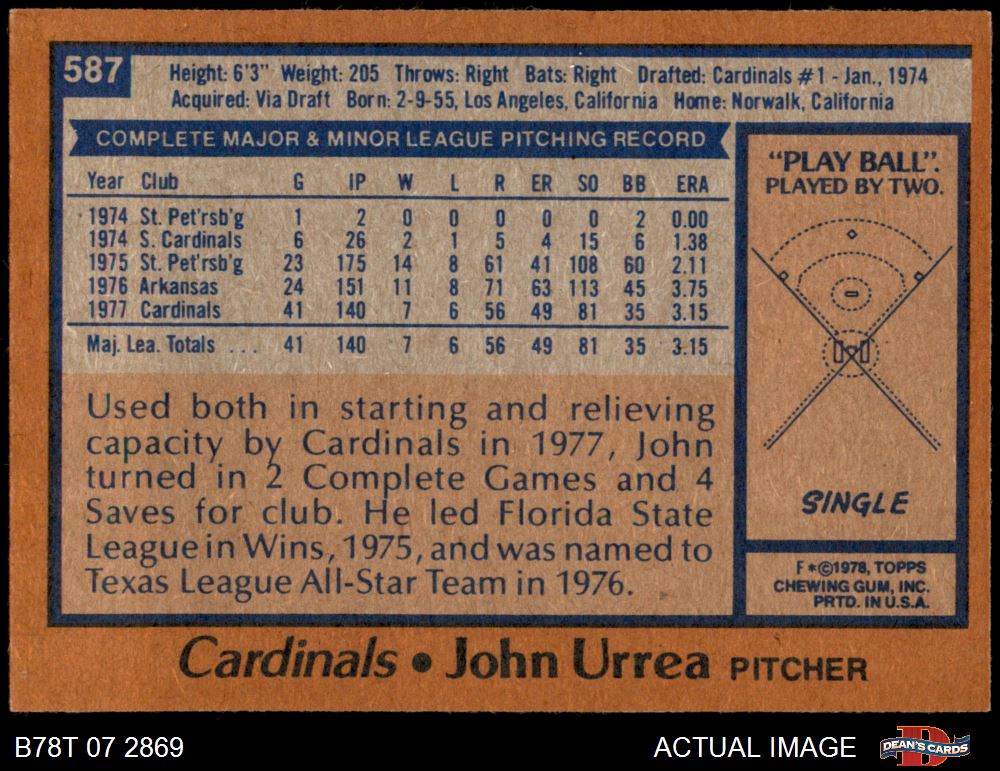 587
Height: 6'3" Weight: 205 Throws: Right Bats: Right Drafted: Cardinals #1 - Jan., 1974
Acquired: Via Draft Born: 2-9-55, Los Angeles, California Home: Norwalk, California
COMPLETE MAJOR & MINOR LEAGUE PITCHING RECORD
Year Club G IP W L R ER SO BB ERA
1974 St. Pet'rsb'g 1 2 0 0 0 0 0 2 0.00
1974 S. Cardinals 6 26 2 1 5 4 15 6 1.38
1975 St. Pet'rsb'g 23 175 14 8 61 41 108 60 2.11
1976 Arkansas 24 151 11 8 71 63 113 45 3.75
1977 Cardinals 41 140 7 6 56 49 81 35 3.15
Maj. Lea. Totals ... 41 140 7 6 56 49 81 35 3.15
Used both in starting and relieving
capacity by Cardinals in 1977, John
turned in 2 Complete Games and 4
Saves for club. He led Florida State
League in Wins, 1975, and was named to
Texas League All-Star Team in 1976.
"PLAY BALL".
PLAYED BY TWO.
SINGLE
F*©1978, TOPPS
CHEWING GUM, INC.
PRTD. IN U.S.A.
Cardinals • John Urrea PITCHER
B78T 07 2869
ACTUAL IMAGE
DEAN'S CARDS